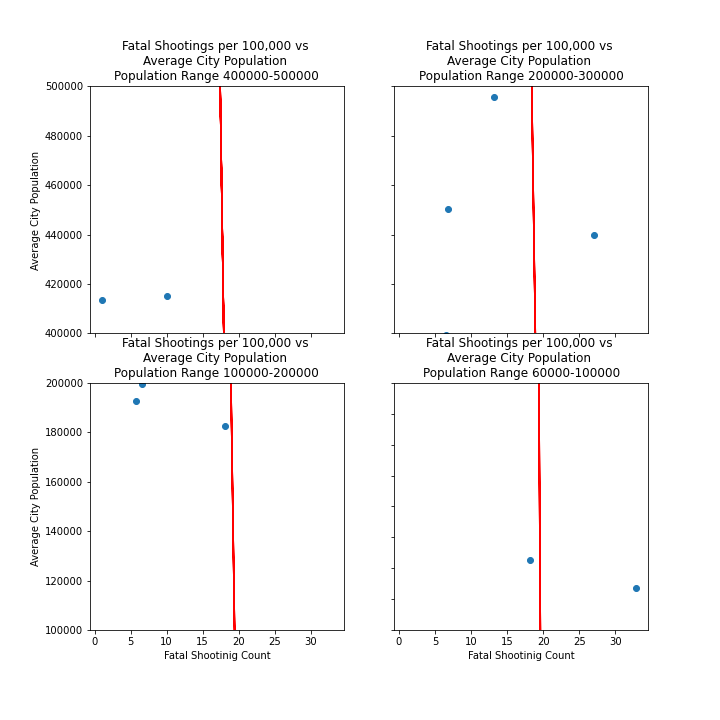 Fatal Shootings per 100,000 vs
Average City Population
Population Range 400000-500000
Fatal Shootings per 100,000 vs
Average City Population
Population Range 200000-300000
500000
480000
460000
440000
420000
400000
Average City Population
Fatal Shootings per 100,000 vs
Average City Population
Population Range 100000-200000
Fatal Shootings per 100,000 vs
Average City Population
Population Range 60000-100000
200000
180000
160000
140000
120000
100000
Average City Population
0 5 10 15 20 25 30
Fatal Shootinig Count
0 5 10 15 20 25 30
Fatal Shootinig Count